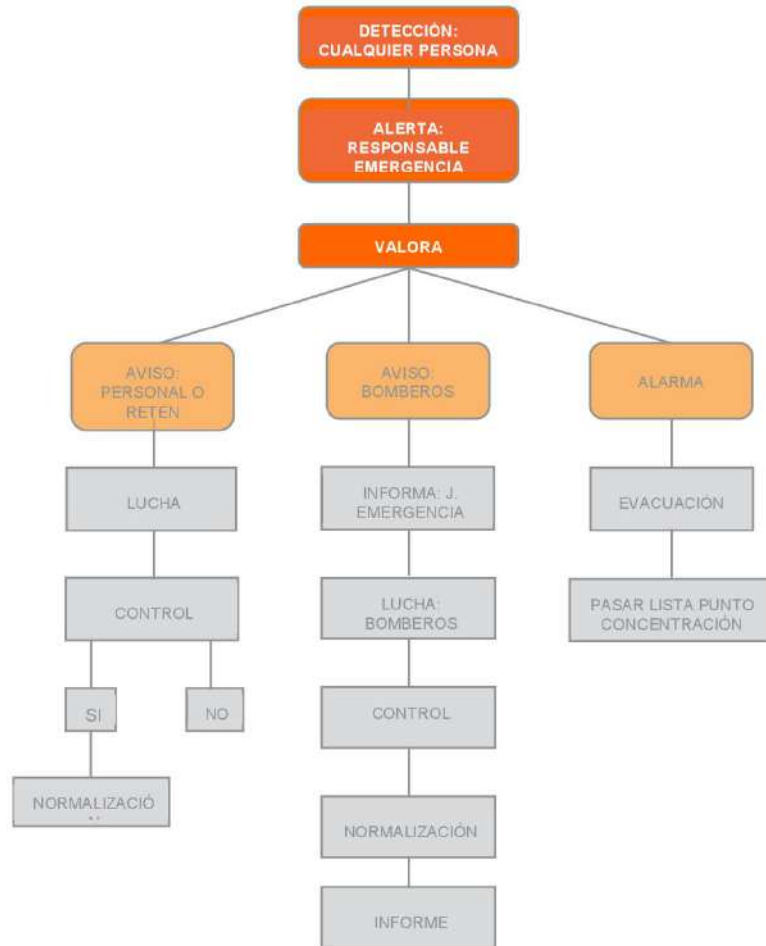 DETECCIÓN:
CUALQUIER PERSONA
ALERTA:
RESPONSABLE
EMERGENCIA
VALORA
AVISO:
PERSONAL O
RETEN
AVISO:
BOMBEROS
ALARMA
LUCHA
INFORMA: J.
EMERGENCIA
EVACUACIÓN
CONTROL
LUCHA:
BOMBEROS
PASAR LISTA PUNTO
CONCENTRACIÓN
SI
NO
CONTROL
NORMALIZACIÓ
NORMALIZACIÓN
INFORME